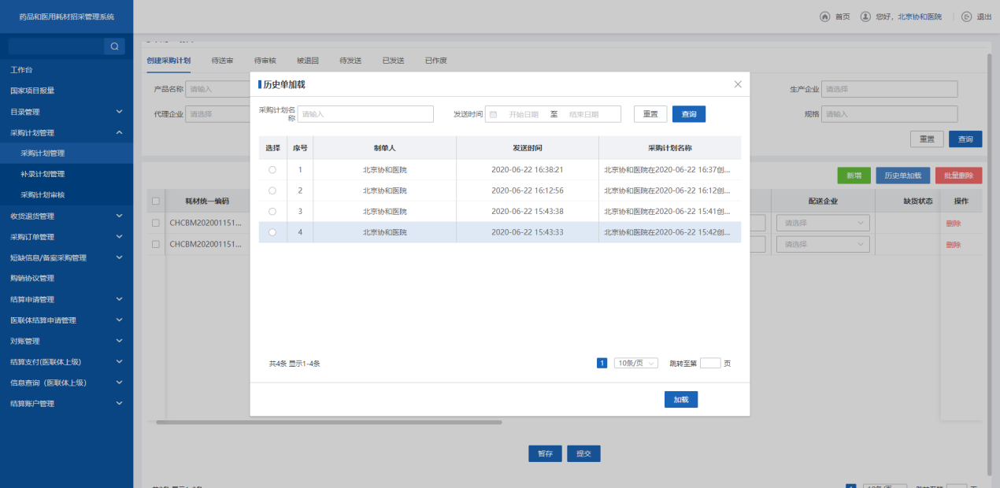 药品和医用耗材招采管理系统
首页
您好,北京协和医院
退出
工作台
国家项目报量
目录管理
采购计划管理
采购计划管理
补录计划管理
采购计划审核
收货退货管理
采购订单管理
短缺信息/备案采购管理
购销协议管理
结算申请管理
医联体结算申请管理
对账管理
结算支付(医联体上级)
信息查询（医联体上级）
结算账户管理
创建采购计划 待送审 待审核 被退回 待发送 已发送 已作废
产品名称 请输入
生产企业 请选择
代理企业 请选择
规格 请输入
重置 查询
新增 历史单加载 批量删除
耗材统一编码 配送企业 缺货状态 操作
CHCBM202001151... 请选择 删除
CHCBM202001151... 请选择 删除
历史单加载
采购计划名称 请输入 发送时间 开始日期 至 结束日期 重置 查询
选择 序号 制单人 发送时间 采购计划名称
1 北京协和医院 2020-06-22 16:38:21 北京协和医院在2020-06-22 16:37创...
2 北京协和医院 2020-06-22 16:12:56 北京协和医院在2020-06-22 16:12创...
3 北京协和医院 2020-06-22 15:43:38 北京协和医院在2020-06-22 15:41创...
4 北京协和医院 2020-06-22 15:43:33 北京协和医院在2020-06-22 15:42创...
共4条 显示1-4条 1 10条/页 跳转至第 页
加载
暂存 提交